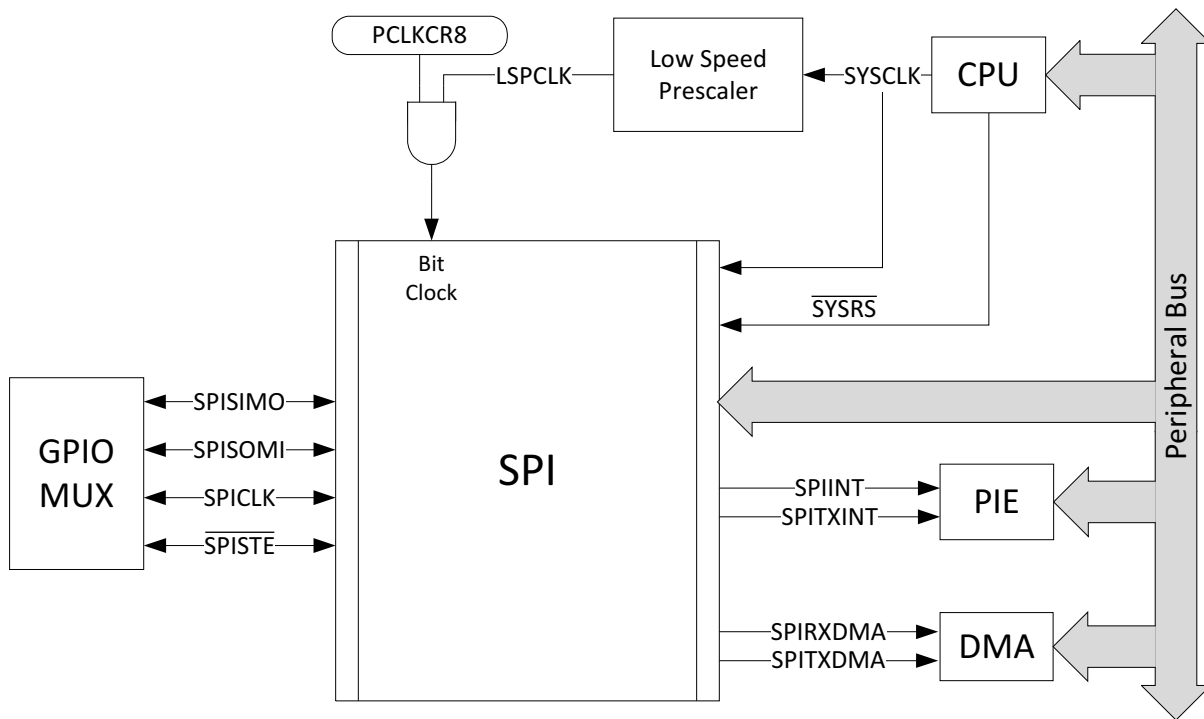 PCLKCR8
LSPCLK
Low Speed
Prescaler
SYSCLK
CPU
Bit
Clock
SYSRS
Peripheral Bus
GPIO
MUX
SPISIMO
SPISOMI
SPICLK
SPISTE
SPI
SPIINT
SPITXINT
PIE
SPIRXDMA
SPITXDMA
DMA